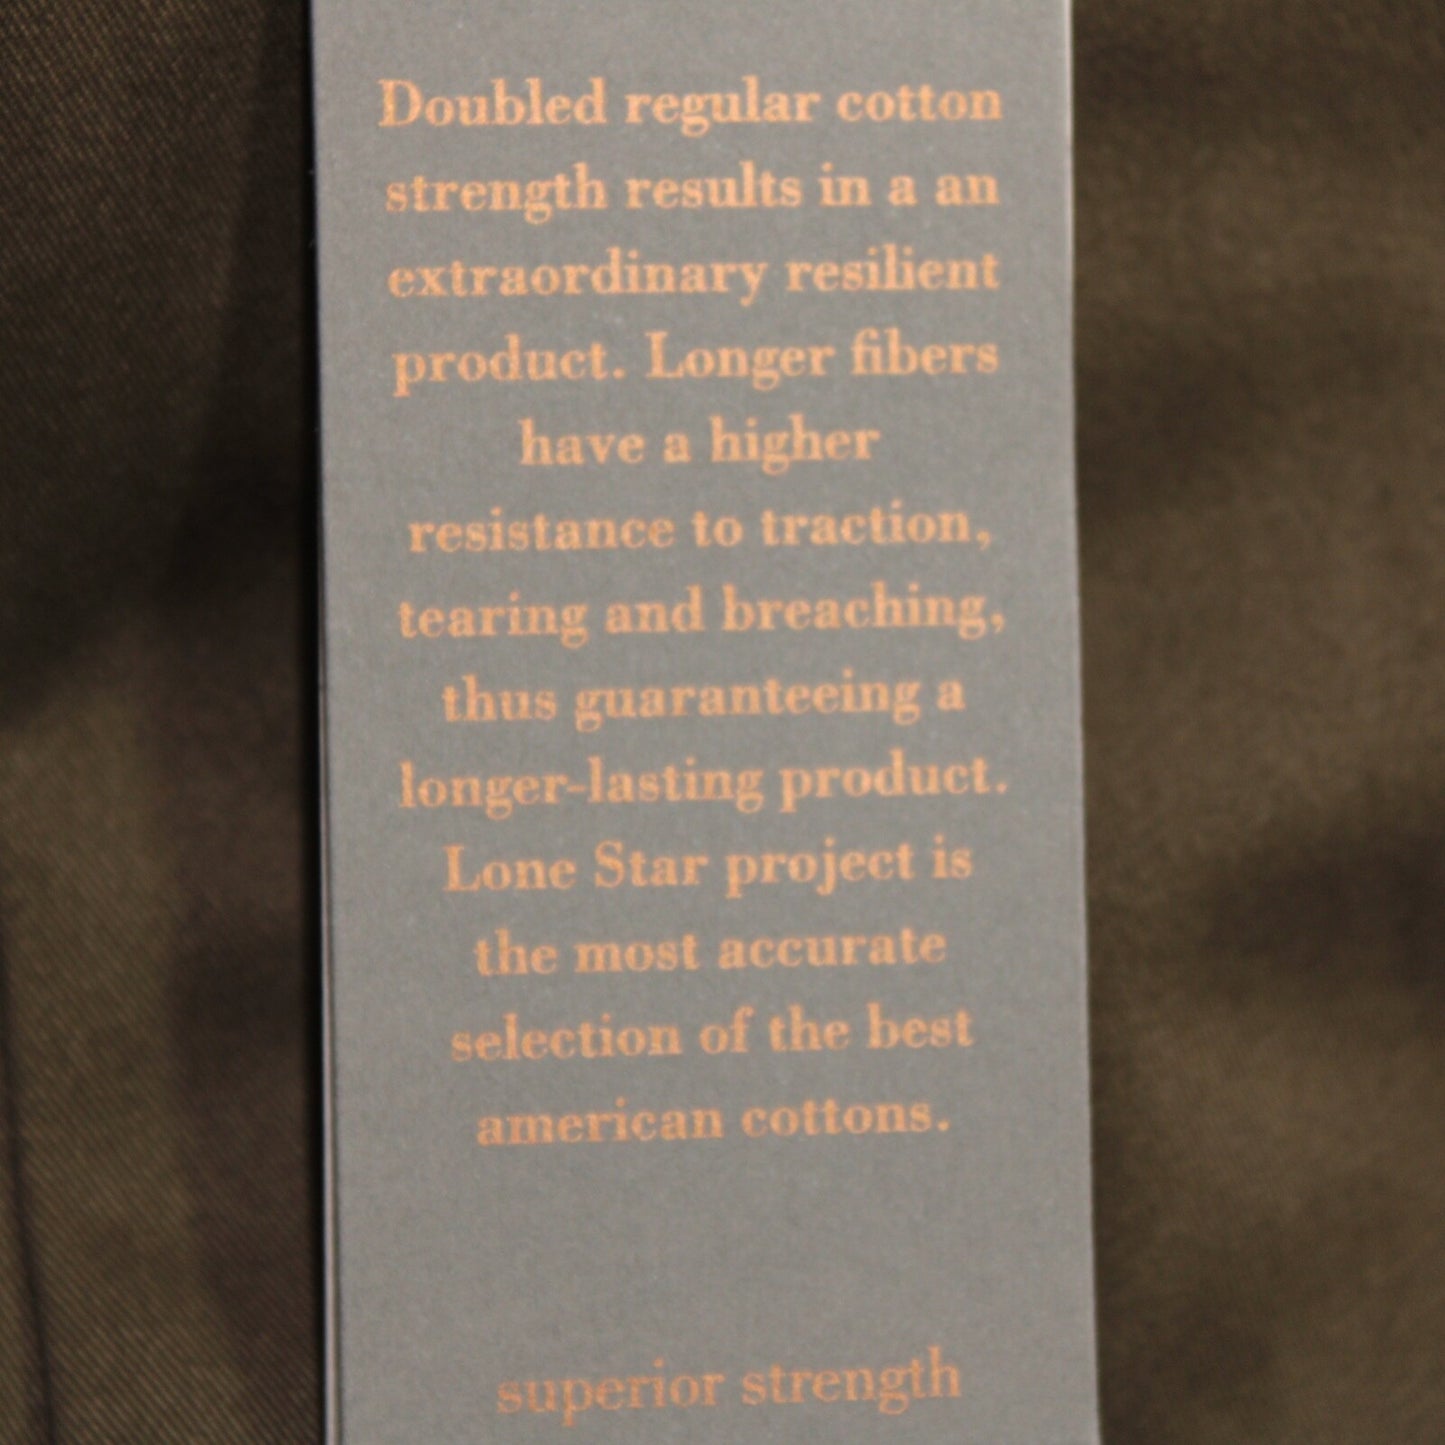 Doubled regular cotton
strength results in a an
extraordinary resilient
product. Longer fibers
have a higher
resistance to traction,
tearing and breaching,
thus guaranteeing a
longer-lasting product.
Lone Star project is
the most accurate
selection of the best
american cottons.
superior strength